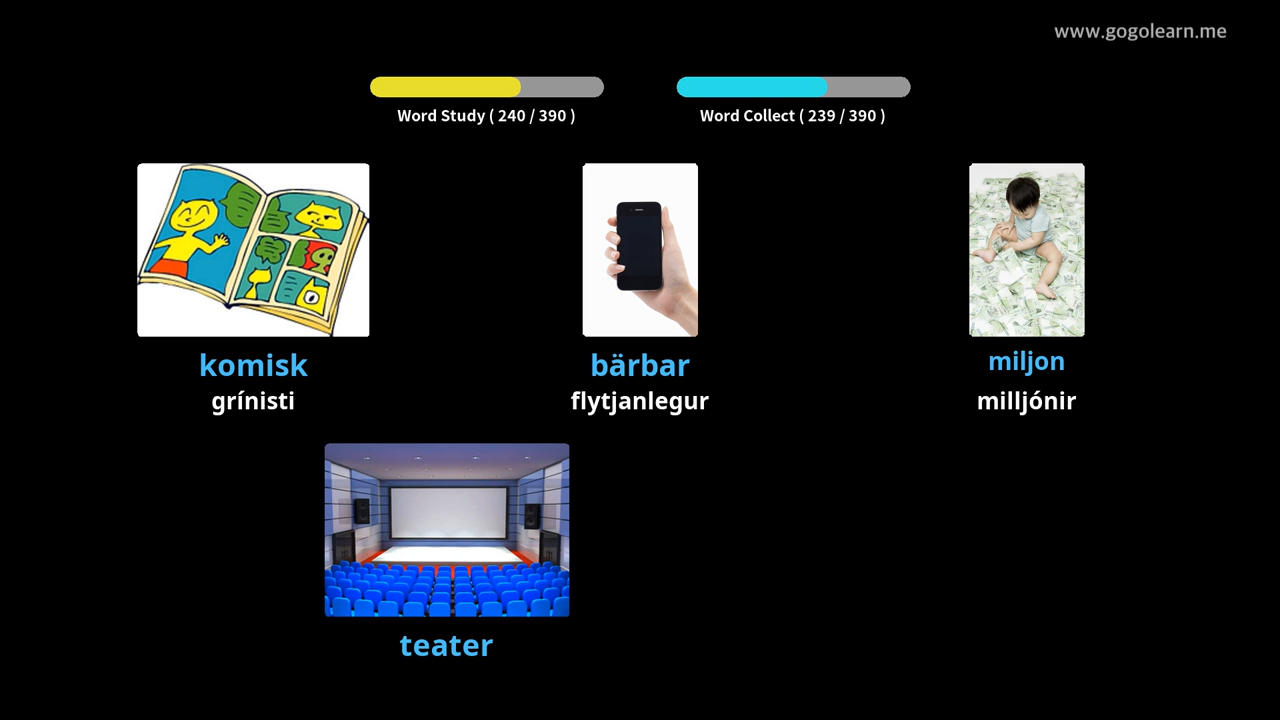 www.gogolearn.me
Word Study ( 240 / 390 )
Word Collect ( 239 / 390 )
komisk
grínisti
bärbar
flytjanlegur
miljon
milljónir
teater